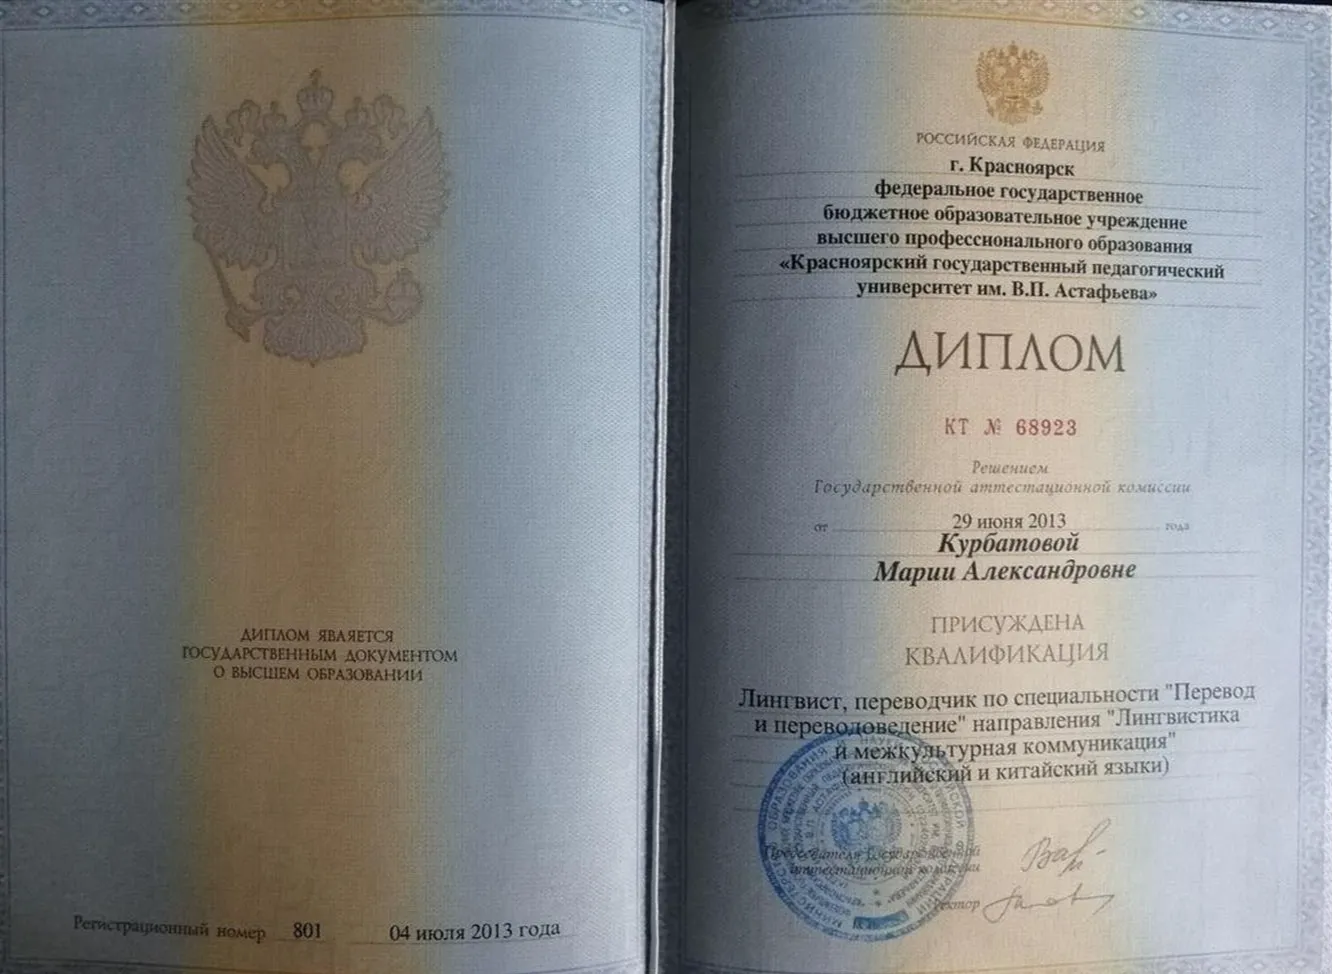 ДИПЛОМ ЯВЛЯЕТСЯ
ГОСУДАРСТВЕННЫМ ДОКУМЕНТОМ
О ВЫСШЕМ ОБРАЗОВАНИИ
Регистрационный номер 801 04 июля 2013 года
РОССИЙСКАЯ ФЕДЕРАЦИЯ
г. Красноярск
федеральное государственное
бюджетное образовательное учреждение
высшего профессионального образования
«Красноярский государственный педагогический
университет им. В.П. Астафьева»
ДИПЛОМ
КТ № 68923
Решением
Государственной аттестационной комиссии
от 29 июня 2013 года
Курбатовой
Марии Александровне
ПРИСУЖДЕНА
КВАЛИФИКАЦИЯ
Лингвист, переводчик по специальности "Перевод
и переводоведение" направления "Лингвистика
и межкультурная коммуникация"
(английский и китайский языки)
Председатель Государственной
аттестационной комиссии
Ректор